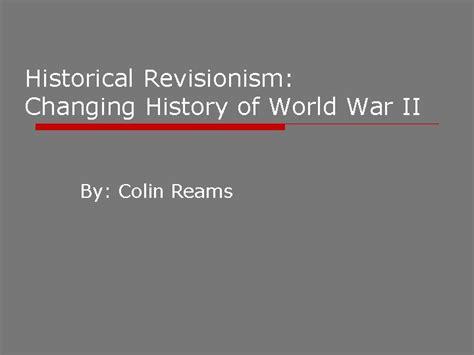 Historical Revisionism:
Changing History of World War II
By: Colin Reams